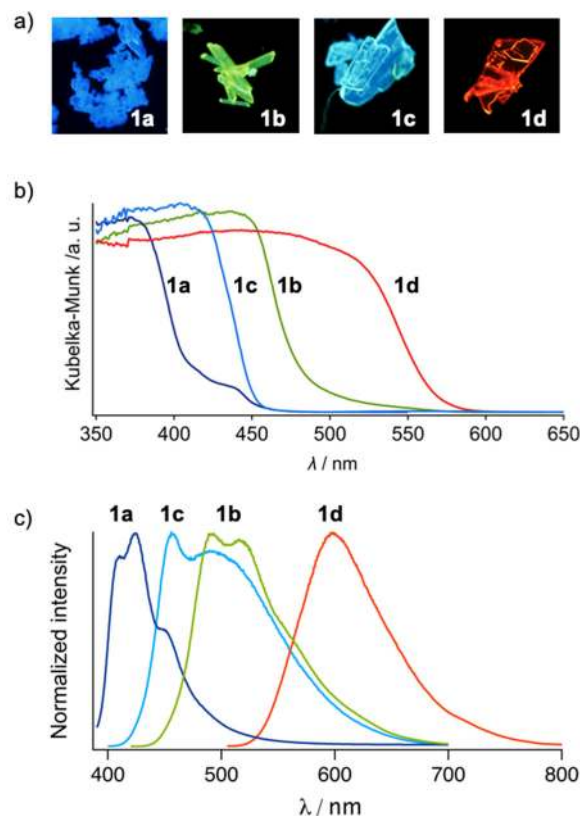 a)
1a 1b 1c 1d
b)
Kubelka-Munk /a. u.
1a 1c 1b 1d
350 400 450 500 550 600 650
λ / nm
c)
1a 1c 1b 1d
Normalized intensity
400 500 600 700 800
λ / nm